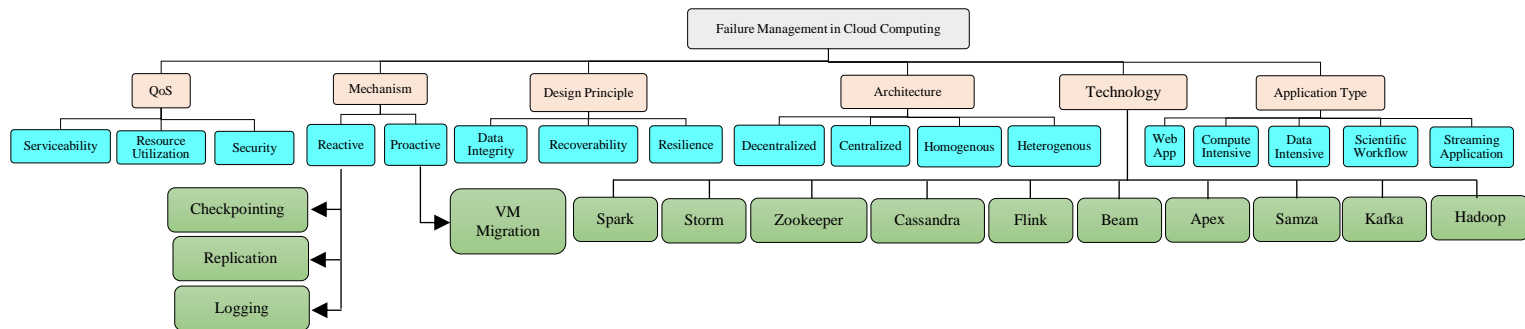 Failure Management in Cloud Computing
QoS
Mechanism
Design Principle
Architecture
Technology
Application Type
Serviceability
Resource
Utilization
Security
Reactive
Proactive
Data
Integrity
Recoverability
Resilience
Decentralized
Centralized
Homogenous
Heterogenous
Web
App
Compute
Intensive
Data
Intensive
Scientific
Workflow
Streaming
Application
Checkpointing
Replication
Logging
VM
Migration
Spark
Storm
Zookeeper
Cassandra
Flink
Beam
Apex
Samza
Kafka
Hadoop